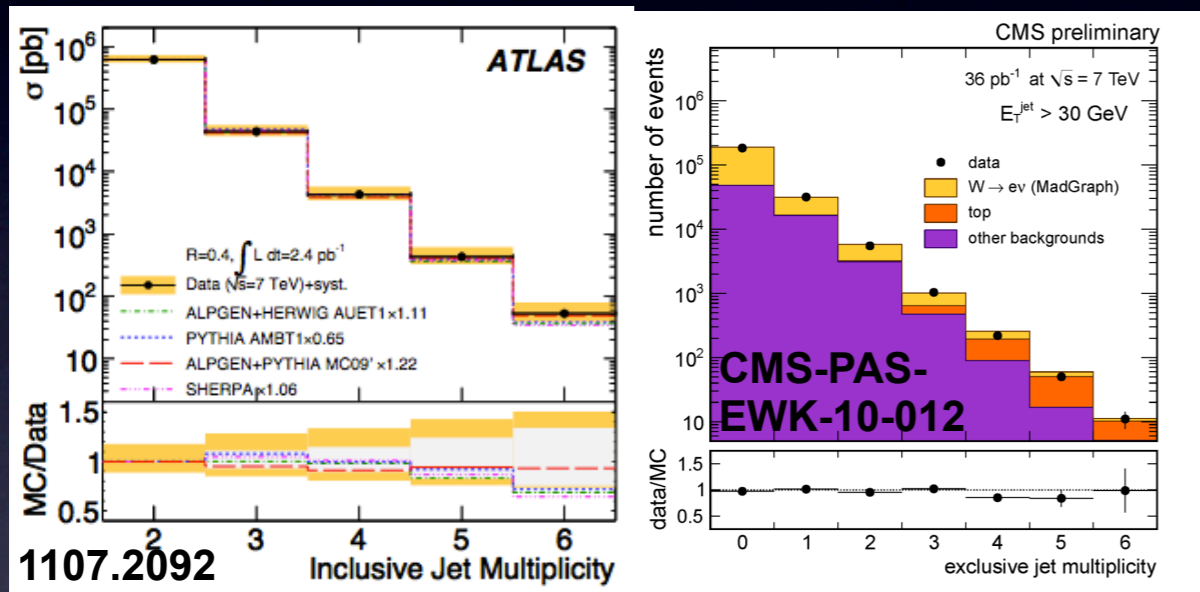 σ [pb]
10⁶
10⁵
10⁴
10³
10²
10
ATLAS
R=0.4, ∫ L dt=2.4 pb⁻¹
Data (√s=7 TeV)+syst.
ALPGEN+HERWIG AUET1×1.11
PYTHIA AMBT1×0.65
ALPGEN+PYTHIA MC09' ×1.22
SHERPA ×1.06
MC/Data
1.5
1
0.5
2 3 4 5 6
Inclusive Jet Multiplicity
1107.2092
CMS preliminary
36 pb⁻¹ at √s = 7 TeV
E_T^jet > 30 GeV
number of events
10⁶
10⁵
10⁴
10³
10²
10
data
W → eν (MadGraph)
top
other backgrounds
CMS-PAS-
EWK-10-012
data/MC
1.5
1
0.5
0 1 2 3 4 5 6
exclusive jet multiplicity